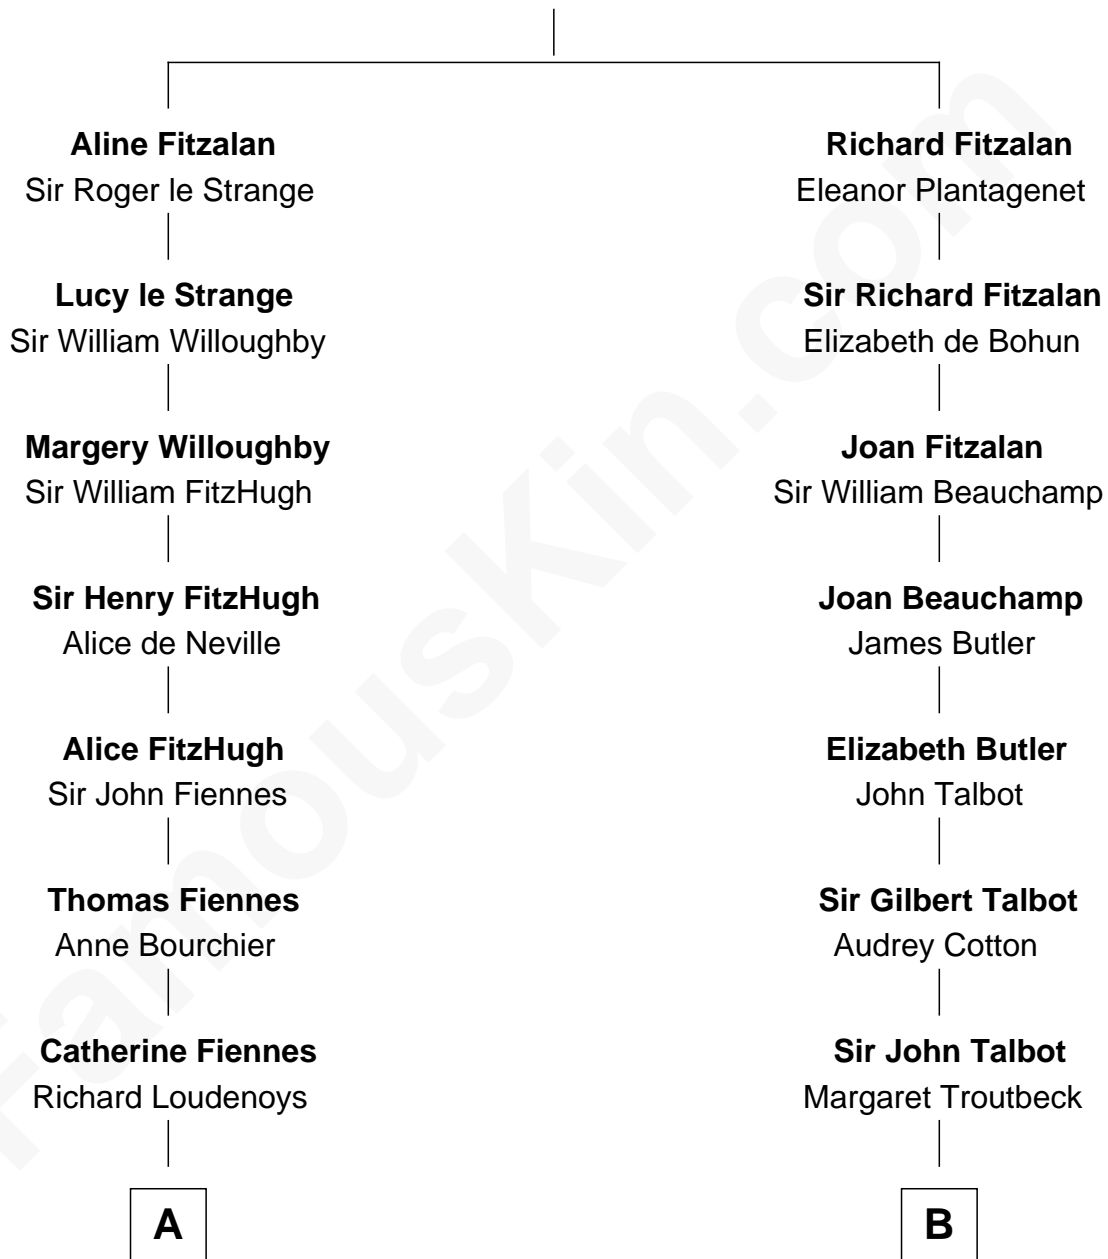 Aline Fitzalan
Sir Roger le Strange
Lucy le Strange
Sir William Willoughby
Margery Willoughby
Sir William FitzHugh
Sir Henry FitzHugh
Alice de Neville
Alice FitzHugh
Sir John Fiennes
Thomas Fiennes
Anne Bourchier
Catherine Fiennes
Richard Loudenoys
A
Richard Fitzalan
Eleanor Plantagenet
Sir Richard Fitzalan
Elizabeth de Bohun
Joan Fitzalan
Sir William Beauchamp
Joan Beauchamp
James Butler
Elizabeth Butler
John Talbot
Sir Gilbert Talbot
Audrey Cotton
Sir John Talbot
Margaret Troutbeck
B
FamousKin.com